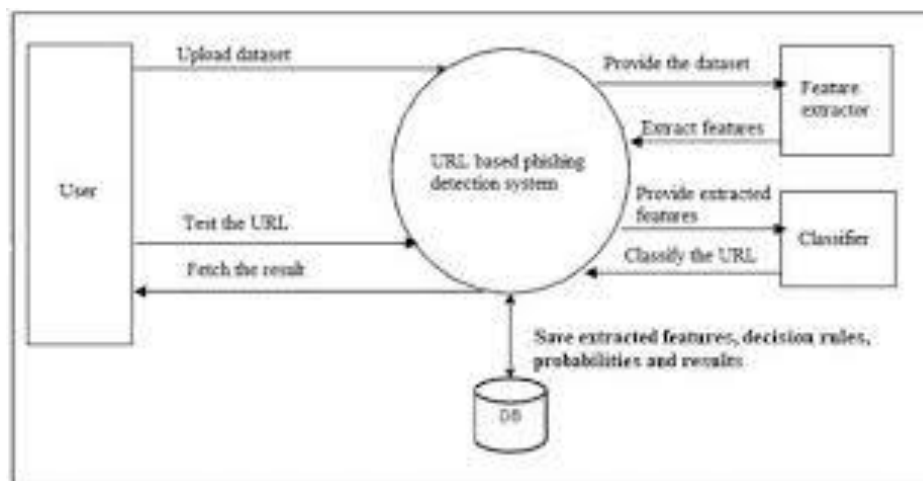 Upload dataset
Provide the dataset
Feature
extractor
Extract features
URL based phishing
detection system
User
Provide extracted
features
Test the URL
Classifier
Classify the URL
Fetch the result
Save extracted features, decision rules,
probabilities and results
DB